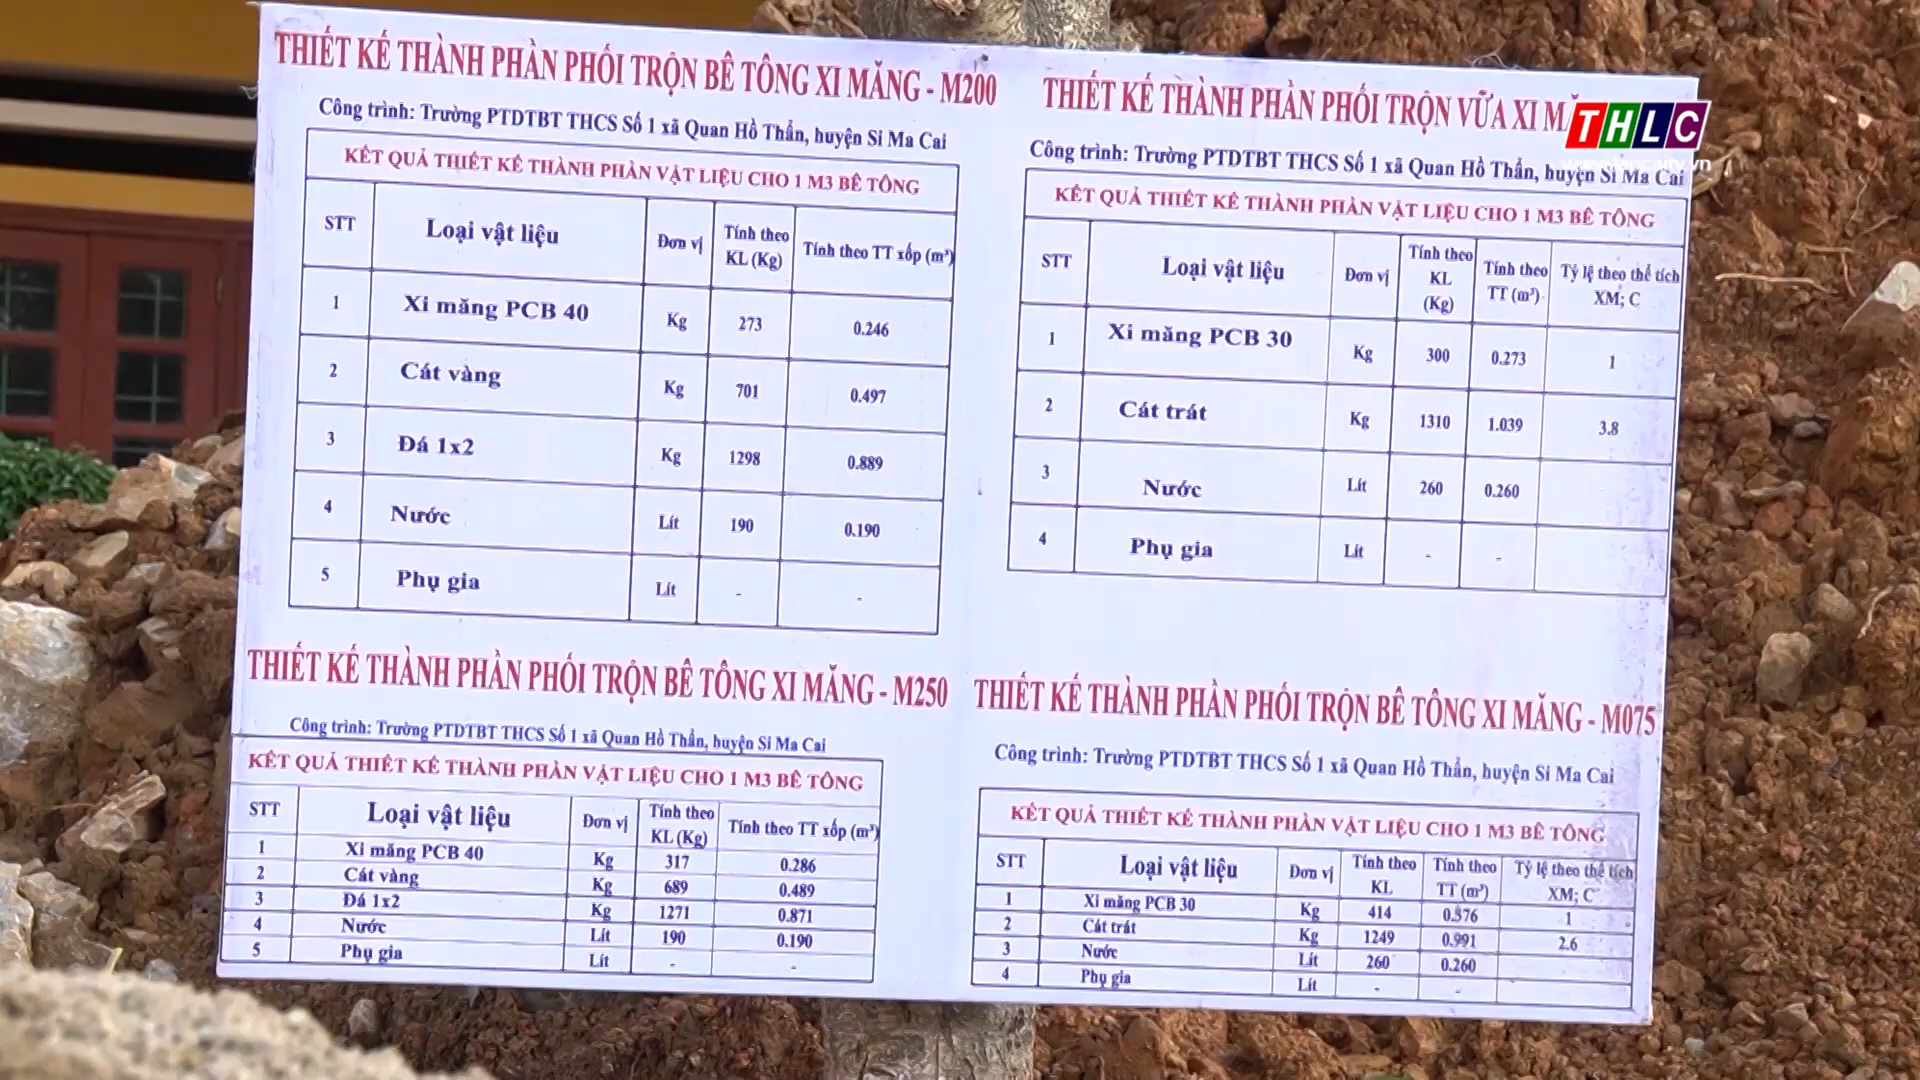 THIẾT KẾ THÀNH PHẦN PHỐI TRỘN BÊ TÔNG XI MĂNG - M200
Công trình: Trường PTDTBT THCS Số 1 xã Quan Hồ Thẩn, huyện Si Ma Cai
KẾT QUẢ THIẾT KẾ THÀNH PHẦN VẬT LIỆU CHO 1 M3 BÊ TÔNG
STT Loại vật liệu Đơn vị Tính theo KL (Kg) Tính theo TT xốp (m³)
1 Xi măng PCB 40 Kg 273 0.246
2 Cát vàng Kg 701 0.497
3 Đá 1x2 Kg 1298 0.889
4 Nước Lít 190 0.190
5 Phụ gia Lít - -
THIẾT KẾ THÀNH PHẦN PHỐI TRỘN VỮA XI
THLC
Công trình: Trường PTDTBT THCS Số 1 xã Quan Hồ Thẩn, huyện Si Ma Cai
KẾT QUẢ THIẾT KẾ THÀNH PHẦN VẬT LIỆU CHO 1 M3 BÊ TÔNG
STT Loại vật liệu Đơn vị Tính theo KL (Kg) Tính theo TT (m³) Tỷ lệ theo thể tích XM; C
1 Xi măng PCB 30 Kg 300 0.273 1
2 Cát trát Kg 1310 1.039 3.8
3 Nước Lít 260 0.260
4 Phụ gia Lít - -
THIẾT KẾ THÀNH PHẦN PHỐI TRỘN BÊ TÔNG XI MĂNG - M250
Công trình: Trường PTDTBT THCS Số 1 xã Quan Hồ Thẩn, huyện Si Ma Cai
KẾT QUẢ THIẾT KẾ THÀNH PHẦN VẬT LIỆU CHO 1 M3 BÊ TÔNG
STT Loại vật liệu Đơn vị Tính theo KL (Kg) Tính theo TT xốp (m³)
1 Xi măng PCB 40 Kg 317 0.286
2 Cát vàng Kg 689 0.489
3 Đá 1x2 Kg 1271 0.871
4 Nước Lít 190 0.190
5 Phụ gia Lít - -
THIẾT KẾ THÀNH PHẦN PHỐI TRỘN BÊ TÔNG XI MĂNG - M075
Công trình: Trường PTDTBT THCS Số 1 xã Quan Hồ Thẩn, huyện Si Ma Cai
KẾT QUẢ THIẾT KẾ THÀNH PHẦN VẬT LIỆU CHO 1 M3 BÊ TÔNG
STT Loại vật liệu Đơn vị Tính theo KL Tính theo TT (m³) Tỷ lệ theo thể tích XM; C
1 Xi măng PCB 30 Kg 414 0.376 1
2 Cát trát Kg 1249 0.991 2.6
3 Nước Lít 260 0.260
4 Phụ gia Lít - -